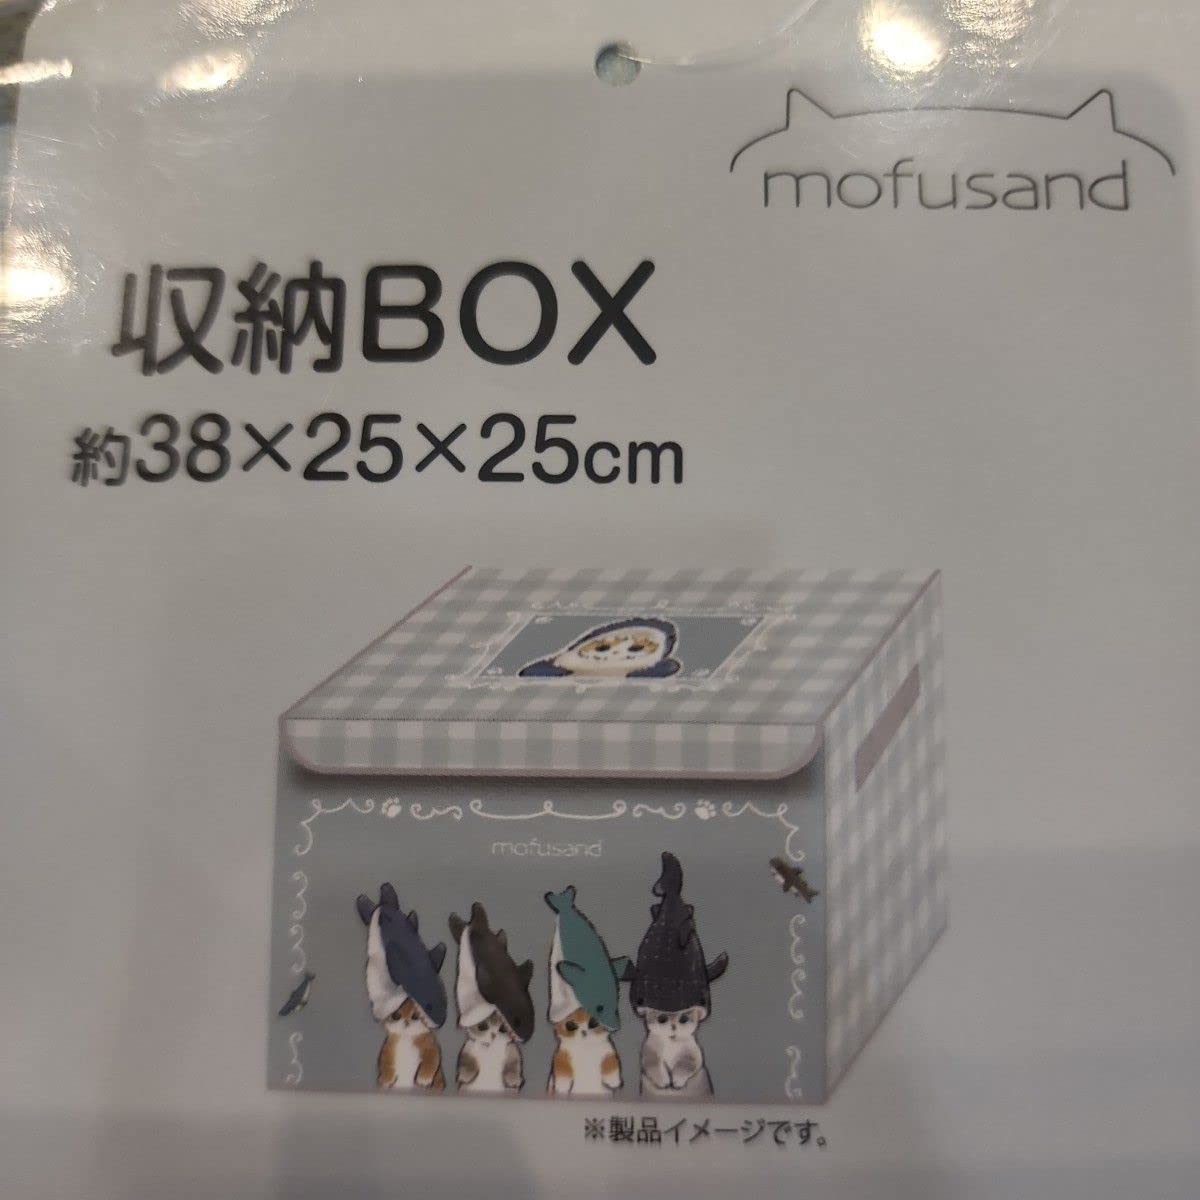 mofusand
収納BOX
約38×25×25cm
mofusand
※製品イメージです。